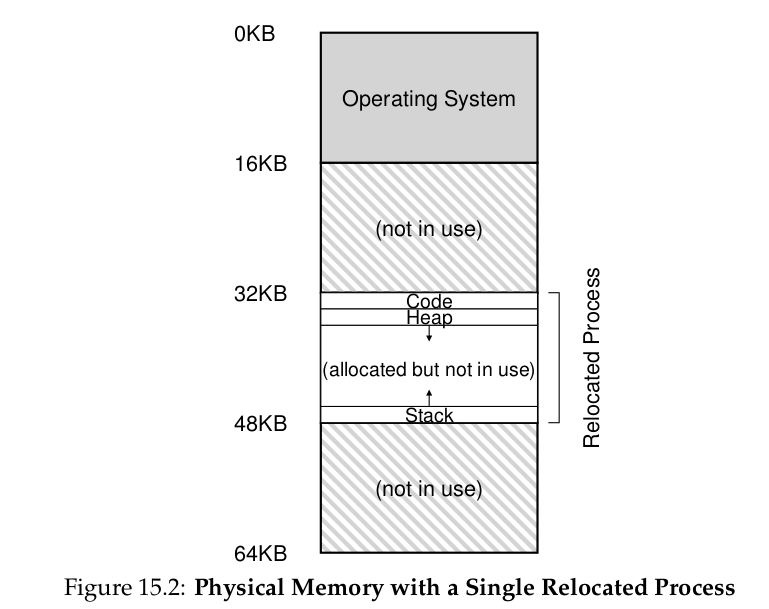 0KB
Operating System
16KB
(not in use)
32KB
Code
Heap
(allocated but not in use)
Stack
48KB
Relocated Process
(not in use)
64KB
Figure 15.2: Physical Memory with a Single Relocated Process